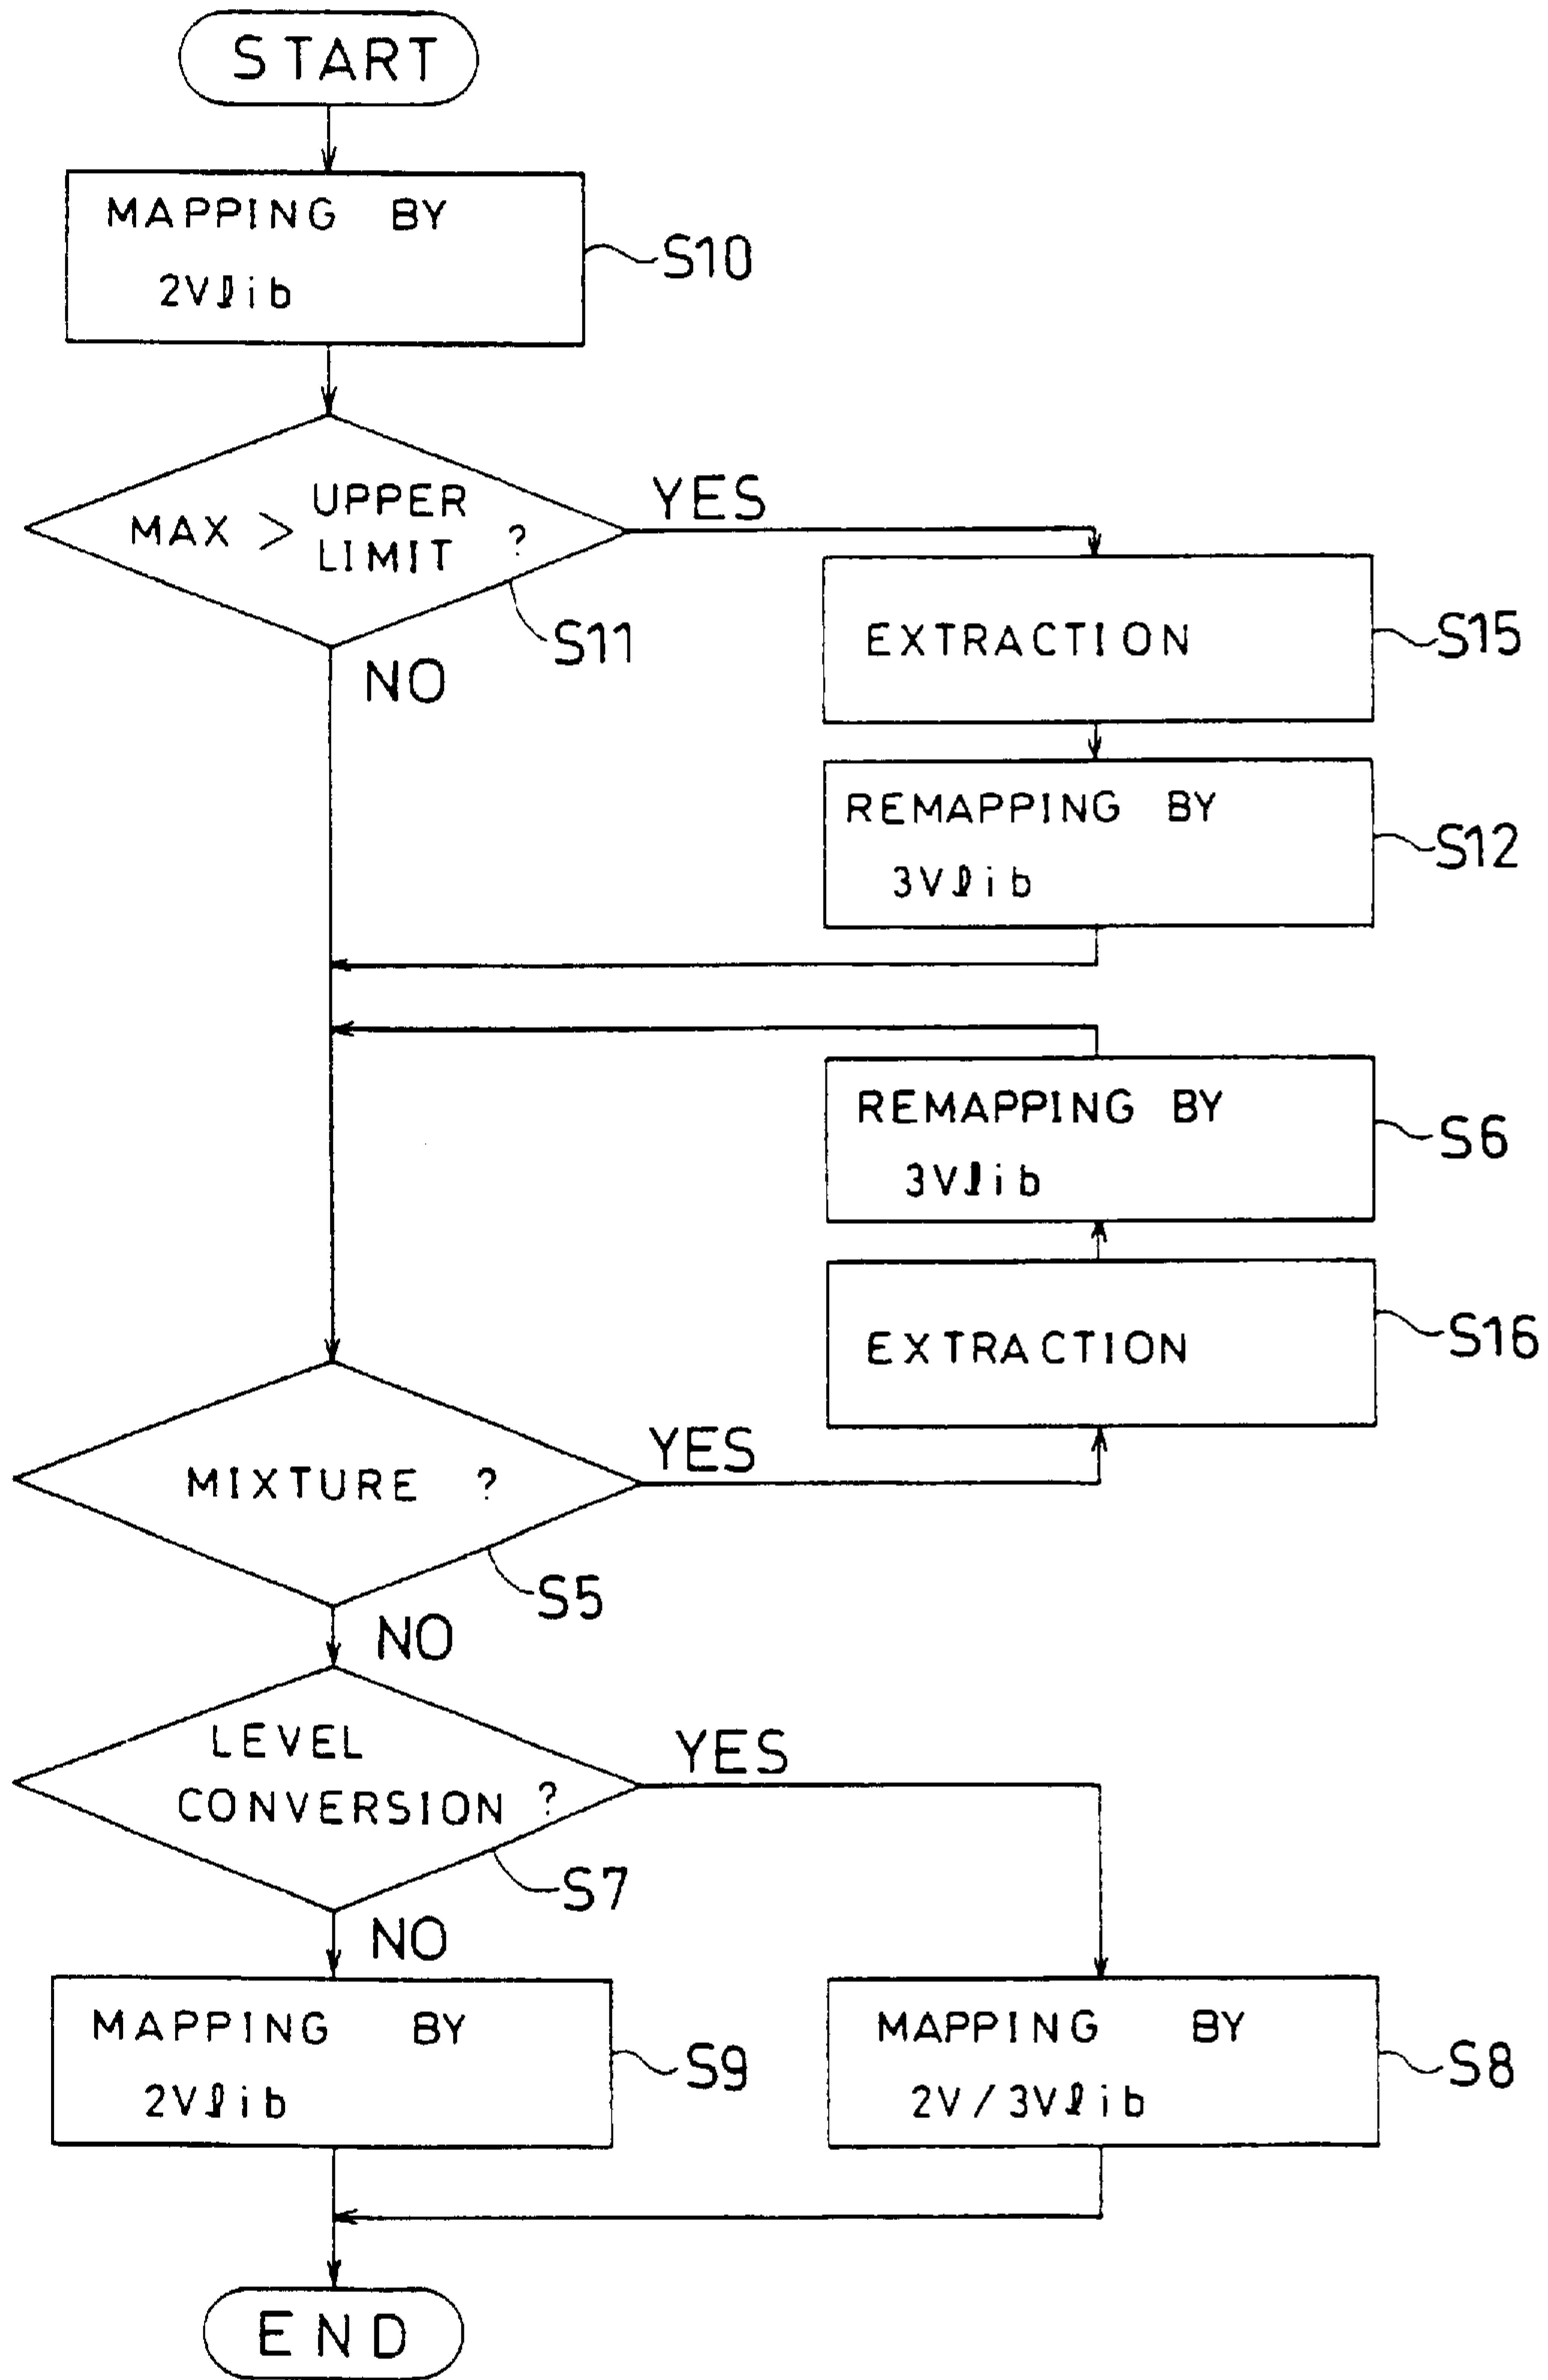 START
MAPPING BY
2Vlib
S10
MAX > UPPER LIMIT ?
YES
S11
NO
EXTRACTION
S15
REMAPPING BY
3Vlib
S12
REMAPPING BY
3Vlib
S6
EXTRACTION
S16
MIXTURE ?
YES
S5
NO
LEVEL
CONVERSION ?
YES
S7
NO
MAPPING BY
2Vlib
S9
MAPPING BY
2V/3Vlib
S8
END